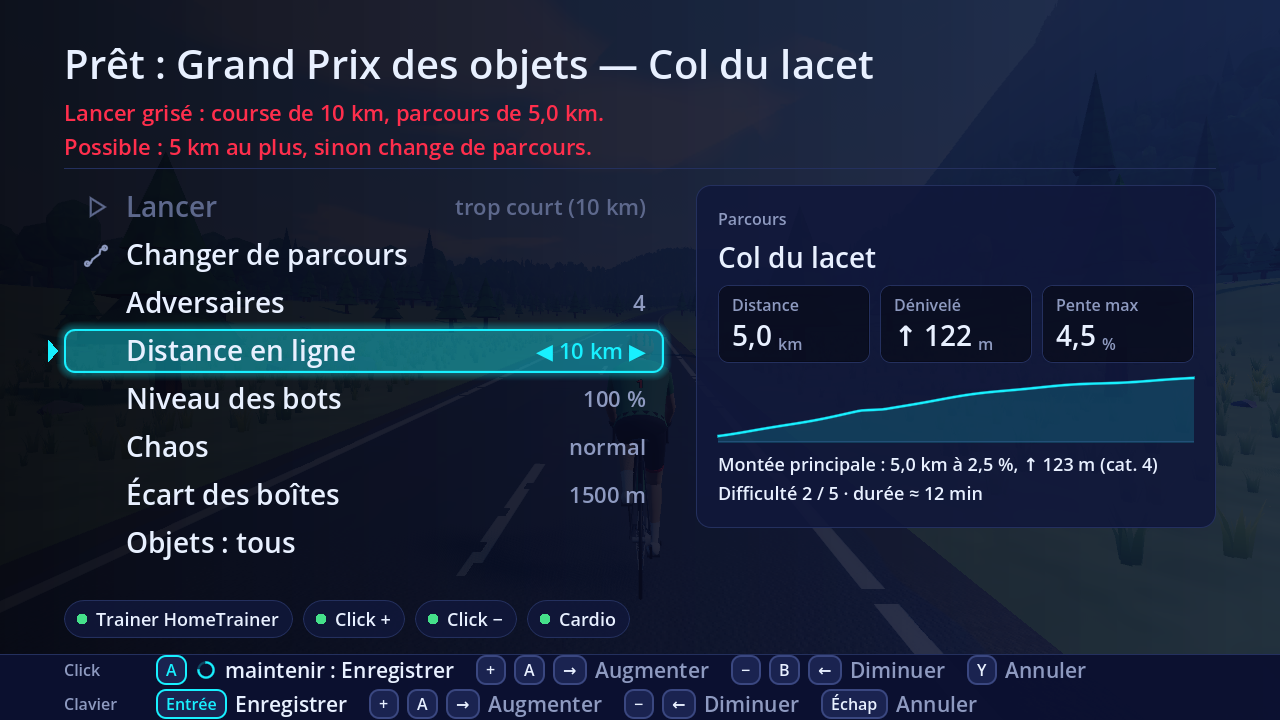 Prêt : Grand Prix des objets — Col du lacet
Lancer grisé : course de 10 km, parcours de 5,0 km.
Possible : 5 km au plus, sinon change de parcours.
Lancer trop court (10 km)
Changer de parcours
Adversaires 4
Distance en ligne ◀ 10 km ▶
Niveau des bots 100 %
Chaos normal
Écart des boîtes 1500 m
Objets : tous
Parcours
Col du lacet
Distance Dénivelé Pente max
5,0 km ↑ 122 m 4,5 %
Montée principale : 5,0 km à 2,5 %, ↑ 123 m (cat. 4)
Difficulté 2 / 5 · durée ≈ 12 min
Trainer HomeTrainer Click + Click − Cardio
Click A maintenir : Enregistrer + A → Augmenter − B ← Diminuer Y Annuler
Clavier Entrée Enregistrer + A → Augmenter − ← Diminuer Échap Annuler